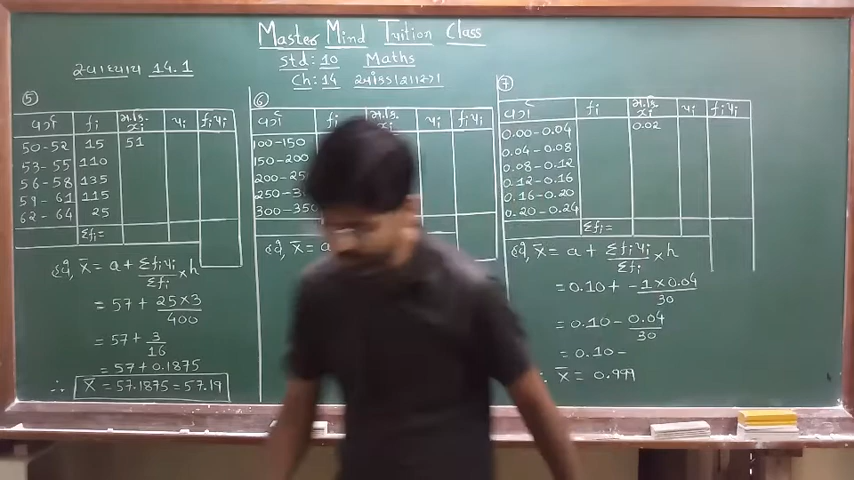 Master Mind Tuition Class
std: 10 Maths
Ch: 14 આંકડાશાસ્ત્ર
સ્વાધ્યાય 14.1
⑤
વર્ગ fᵢ મ.કિ. xᵢ uᵢ fᵢuᵢ
50-52 15 51
53-55 110
56-58 135
59-61 115
62-64 25
Σfᵢ=
હવે, x̄ = a + Σfᵢuᵢ/Σfᵢ × h
= 57 + 25×3/400
= 57 + 3/16
= 57 + 0.1875
∴ x̄ = 57.1875 = 57.19
⑥
વર્ગ fᵢ મ.કિ. xᵢ uᵢ fᵢuᵢ
100-150
150-200
200-25
250-3
300-350
હવે, x̄ = a
⑦
વર્ગ fᵢ મ.કિ. xᵢ uᵢ fᵢuᵢ
0.00-0.04 0.02
0.04-0.08
0.08-0.12
0.12-0.16
0.16-0.20
0.20-0.24
Σfᵢ=
હવે, x̄ = a + Σfᵢuᵢ/Σfᵢ × h
= 0.10 + -1×0.04/30
= 0.10 - 0.04/30
= 0.10 -
x̄ = 0.999